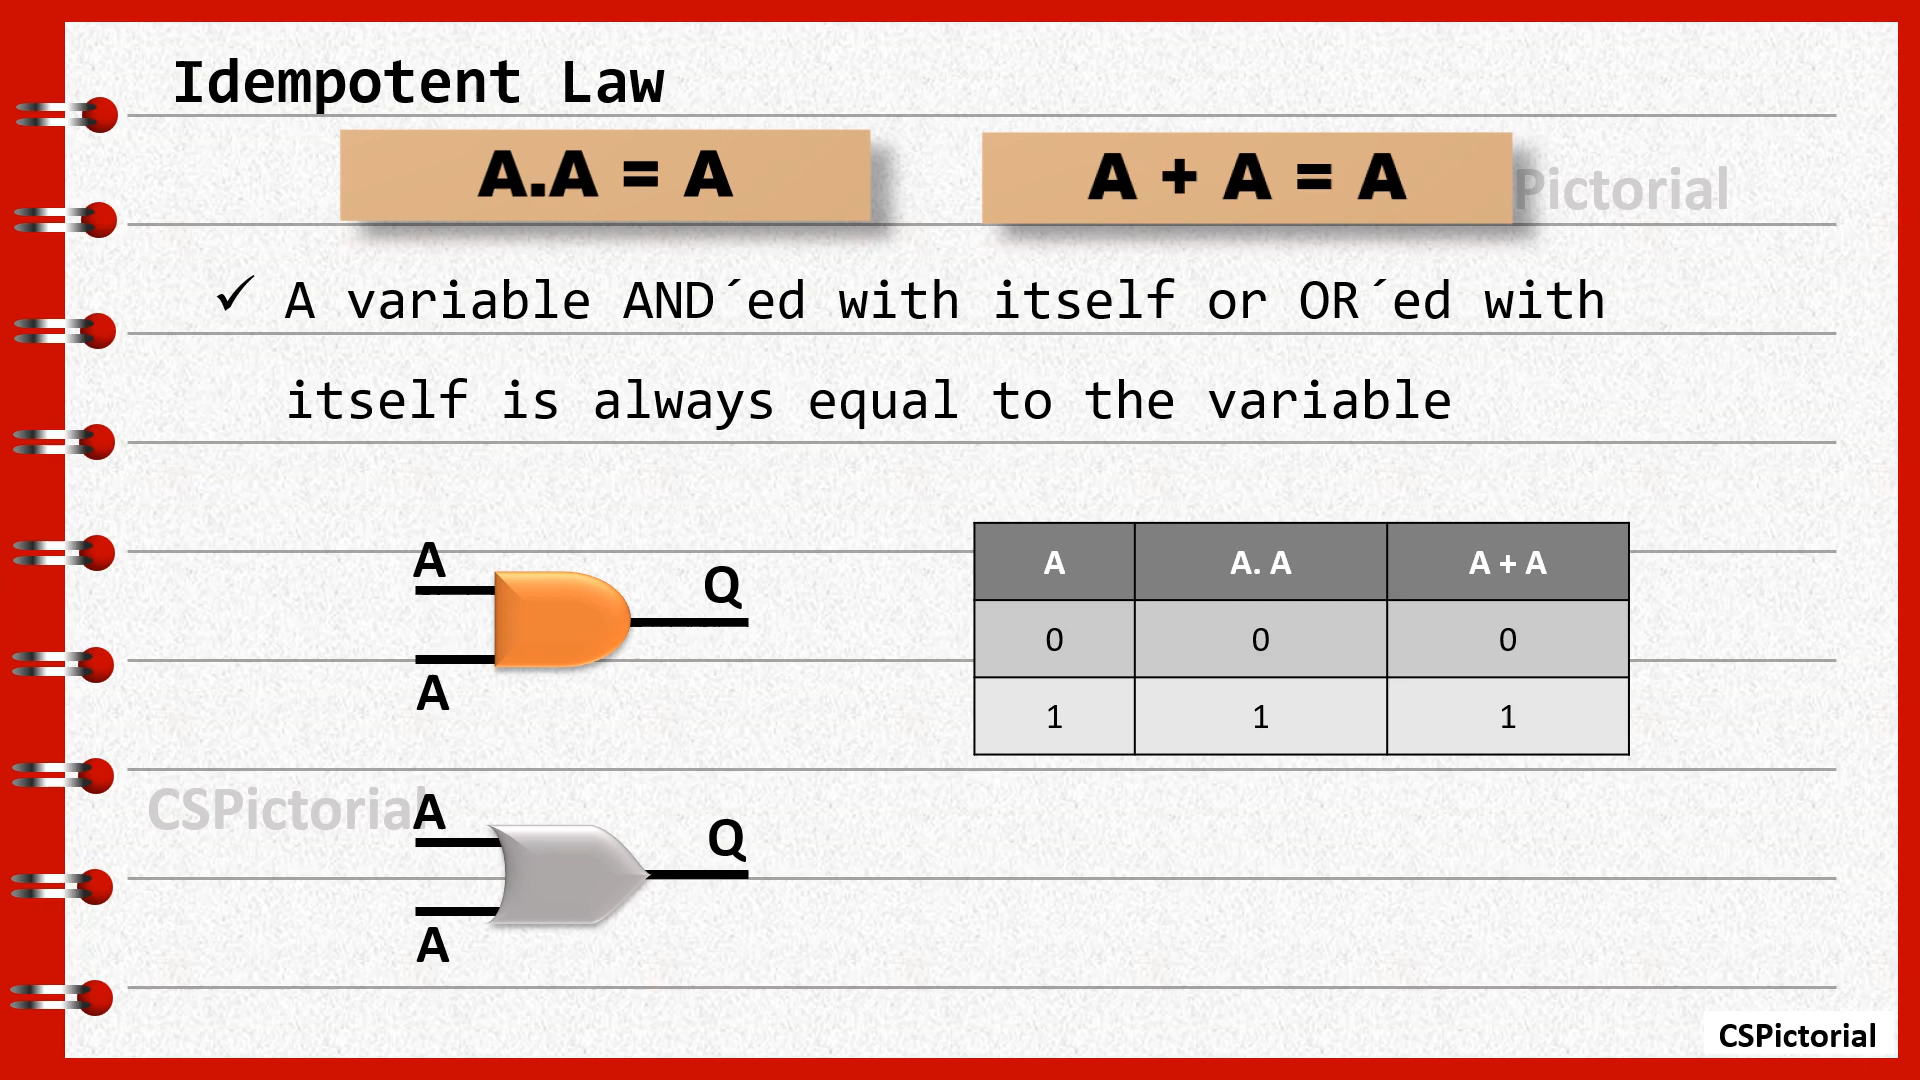 Idempotent Law
A.A = A
A + A = A
Pictorial
✓ A variable AND´ed with itself or OR´ed with
itself is always equal to the variable
A
Q
A
A A. A A + A
0 0 0
1 1 1
CSPictorial
A
Q
A
CSPictorial